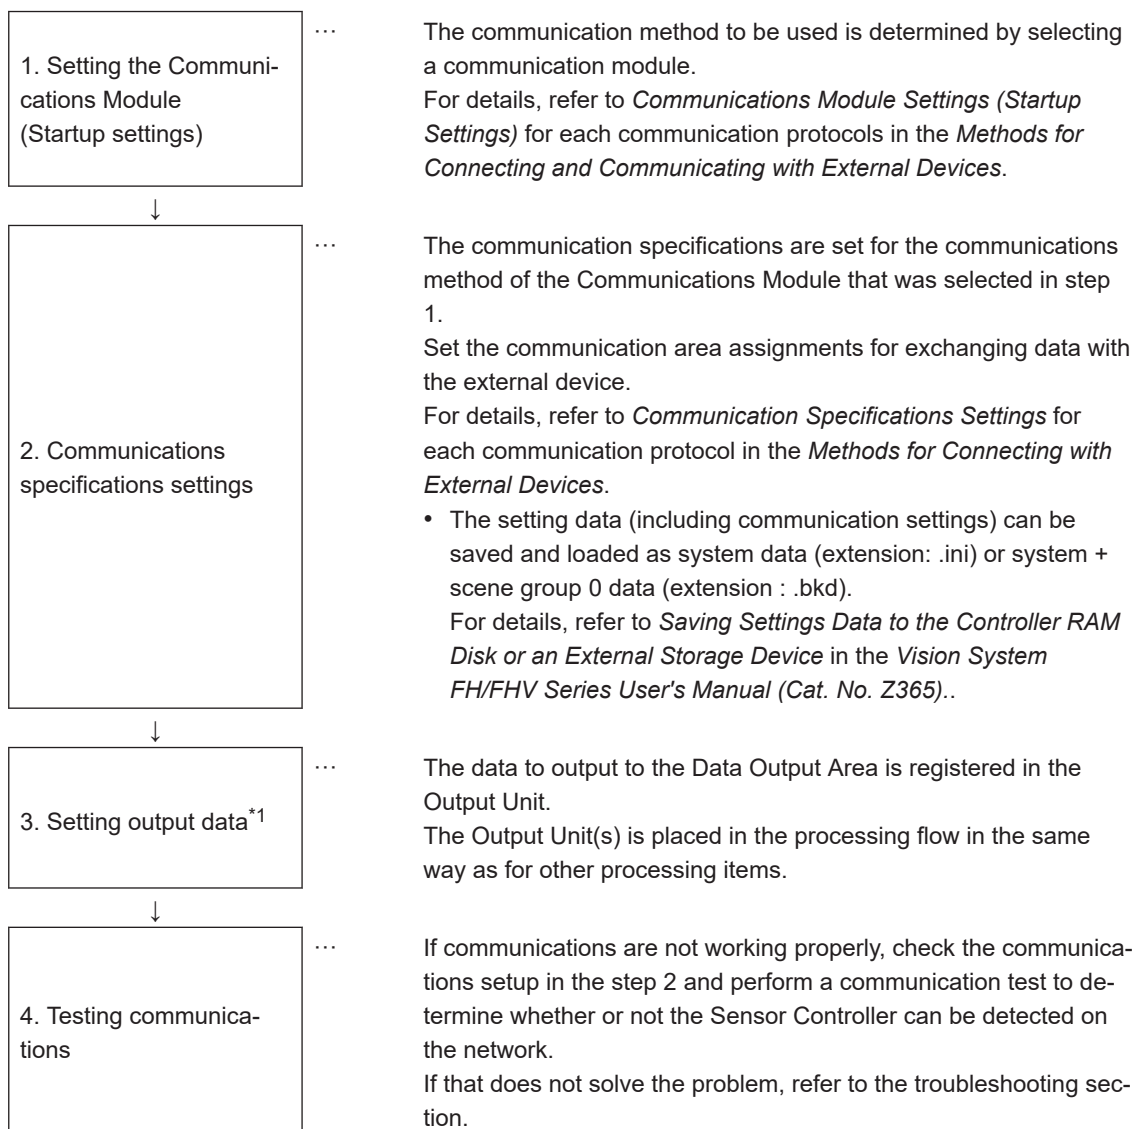 1. Setting the Communi-
cations Module
(Startup settings)
…
The communication method to be used is determined by selecting
a communication module.
For details, refer to Communications Module Settings (Startup
Settings) for each communication protocols in the Methods for
Connecting and Communicating with External Devices.
↓
2. Communications
specifications settings
…
The communication specifications are set for the communications
method of the Communications Module that was selected in step
1.
Set the communication area assignments for exchanging data with
the external device.
For details, refer to Communication Specifications Settings for
each communication protocol in the Methods for Connecting with
External Devices.
• The setting data (including communication settings) can be
saved and loaded as system data (extension: .ini) or system +
scene group 0 data (extension : .bkd).
For details, refer to Saving Settings Data to the Controller RAM
Disk or an External Storage Device in the Vision System
FH/FHV Series User's Manual (Cat. No. Z365)..
↓
3. Setting output data*1
…
The data to output to the Data Output Area is registered in the
Output Unit.
The Output Unit(s) is placed in the processing flow in the same
way as for other processing items.
↓
4. Testing communica-
tions
…
If communications are not working properly, check the communica-
tions setup in the step 2 and perform a communication test to de-
termine whether or not the Sensor Controller can be detected on
the network.
If that does not solve the problem, refer to the troubleshooting sec-
tion.